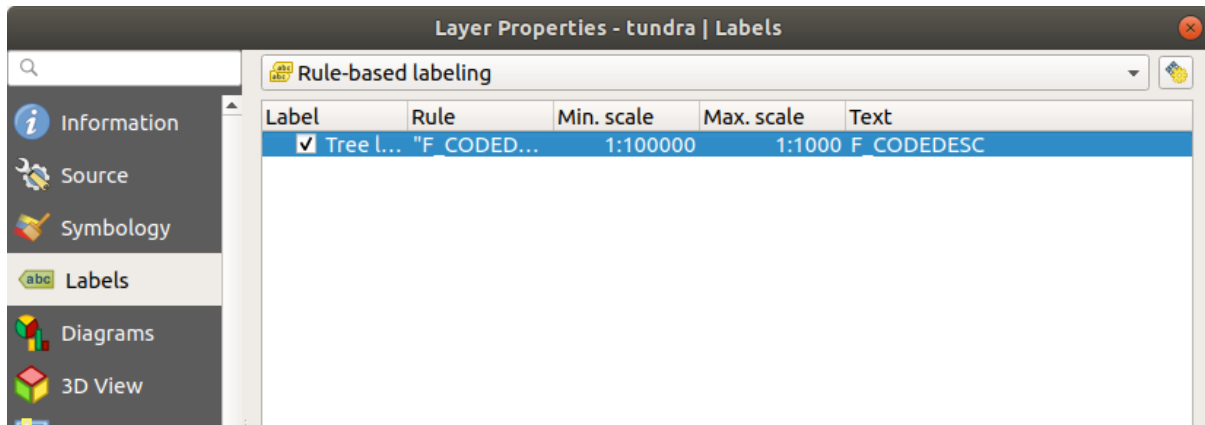 Layer Properties - tundra | Labels
Rule-based labeling
Information
Source
Symbology
abc Labels
Diagrams
3D View
Label Rule Min. scale Max. scale Text
Tree l... "F_CODED... 1:100000 1:1000 F_CODEDESC